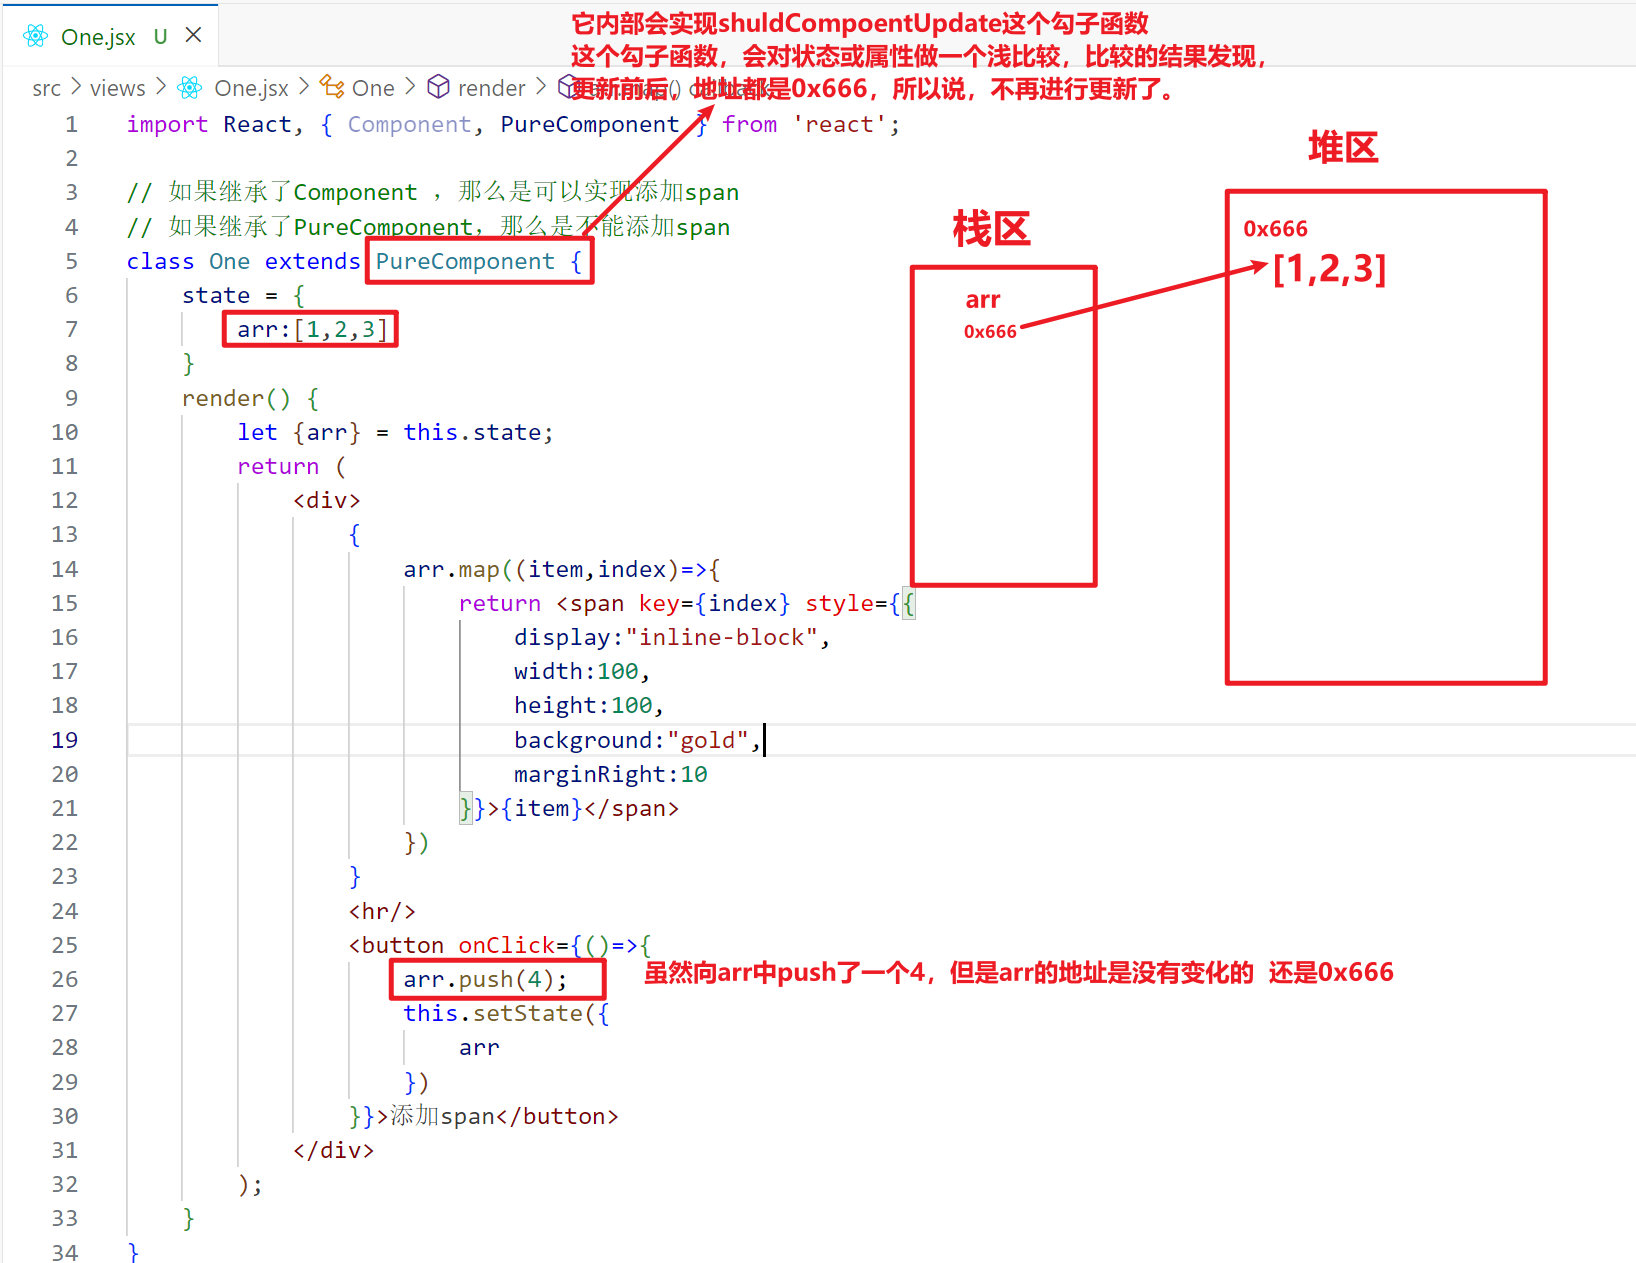 One.jsx U
它内部会实现shuldCompoentUpdate这个勾子函数
这个勾子函数，会对状态或属性做一个浅比较，比较的结果发现，
更新前后，地址都是0x666，所以说，不再进行更新了。
src > views > One.jsx > One > render >
1 import React, { Component, PureComponent } from 'react';
2
3 // 如果继承了Component ，那么是可以实现添加span
4 // 如果继承了PureComponent，那么是不能添加span
5 class One extends PureComponent {
6 state = {
7 arr:[1,2,3]
8 }
9 render() {
10 let {arr} = this.state;
11 return (
12 <div>
13 {
14 arr.map((item,index)=>{
15 return <span key={index} style={{
16 display:"inline-block",
17 width:100,
18 height:100,
19 background:"gold",
20 marginRight:10
21 }}>{item}</span>
22 })
23 }
24 <hr/>
25 <button onClick={()=>{
26 arr.push(4);
27 this.setState({
28 arr
29 })
30 }}>添加span</button>
31 </div>
32 );
33 }
34 }
栈区
arr
0x666
堆区
0x666
[1,2,3]
虽然向arr中push了一个4，但是arr的地址是没有变化的 还是0x666